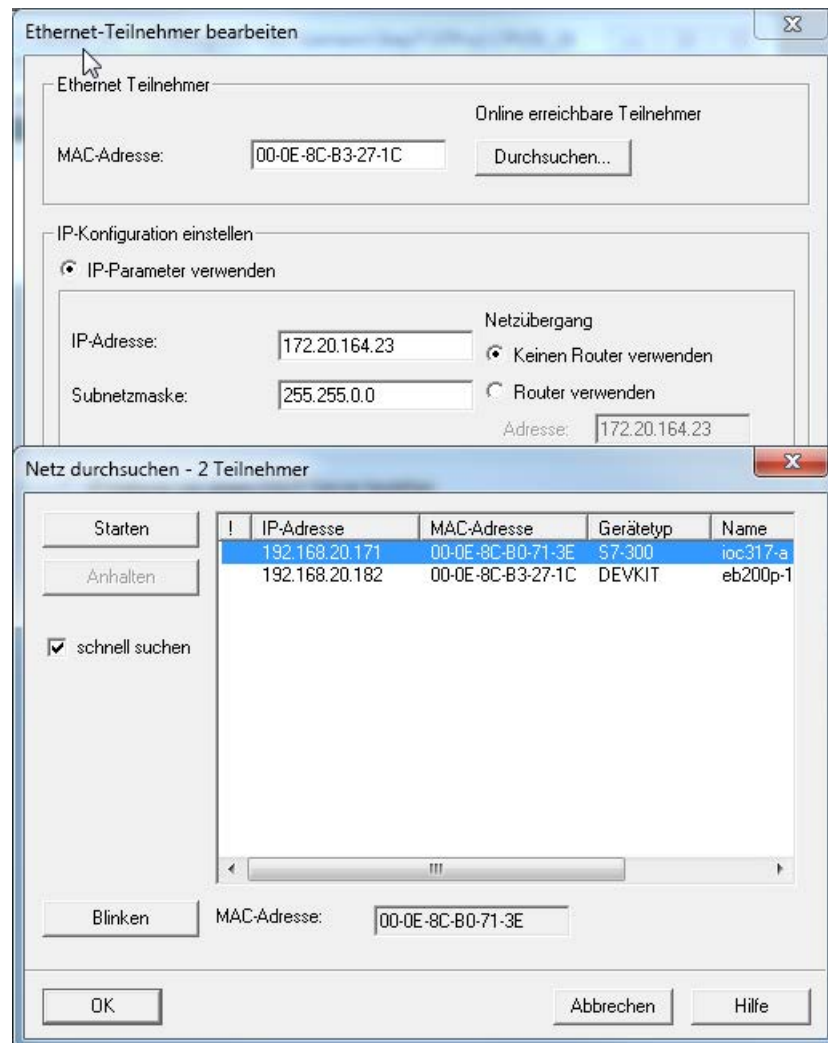 Ethernet-Teilnehmer bearbeiten
Ethernet Teilnehmer
Online erreichbare Teilnehmer
MAC-Adresse: 00-0E-8C-B3-27-1C Durchsuchen...
IP-Konfiguration einstellen
IP-Parameter verwenden
Netzübergang
IP-Adresse: 172.20.164.23 Keinen Router verwenden
Subnetzmaske: 255.255.0.0 Router verwenden
Adresse: 172.20.164.23
Netz durchsuchen - 2 Teilnehmer
Starten ! IP-Adresse MAC-Adresse Gerätetyp Name
192.168.20.171 00-0E-8C-B0-71-3E S7-300 ioc317-a
Anhalten 192.168.20.182 00-0E-8C-B3-27-1C DEVKIT eb200p-1
schnell suchen
Blinken MAC-Adresse: 00-0E-8C-B0-71-3E
OK Abbrechen Hilfe